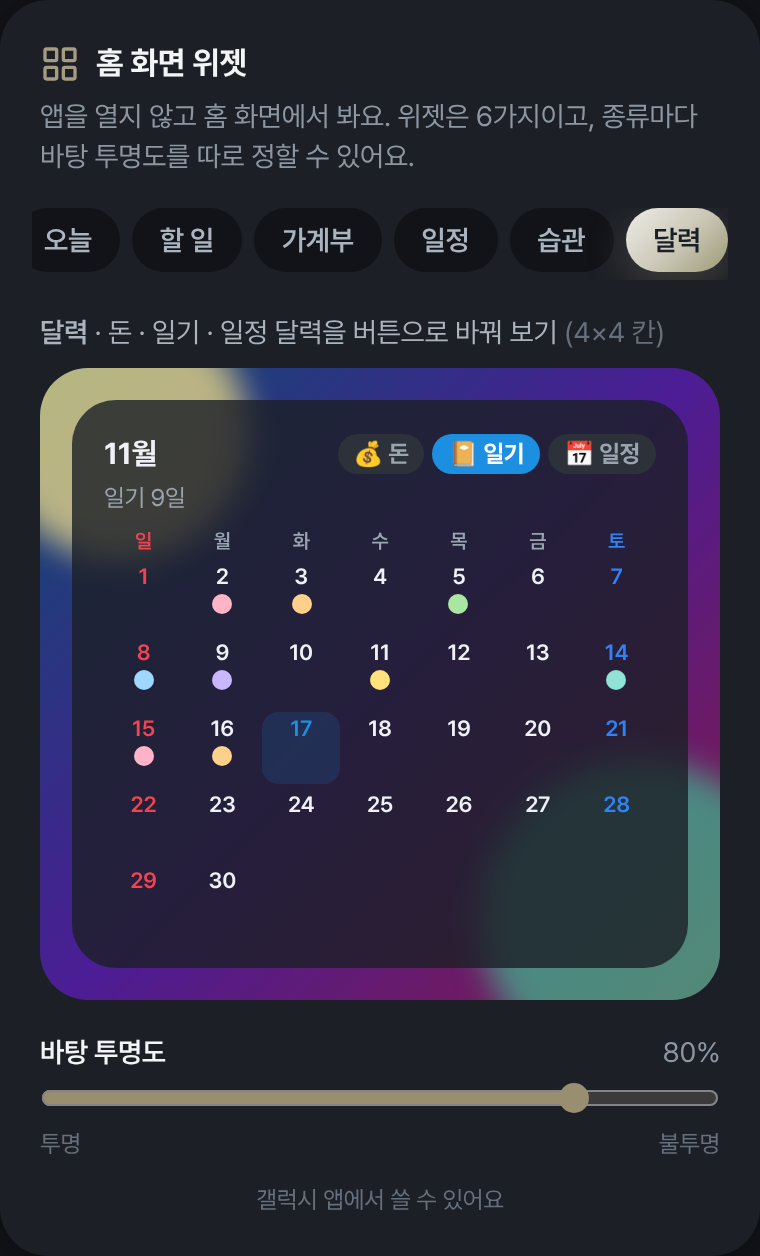 홈 화면 위젯
앱을 열지 않고 홈 화면에서 봐요. 위젯은 6가지이고, 종류마다
바탕 투명도를 따로 정할 수 있어요.
오늘 할 일 가계부 일정 습관 달력
달력 · 돈 · 일기 · 일정 달력을 버튼으로 바꿔 보기 (4×4 칸)
11월 💰 돈 📔 일기 📅 일정
일기 9일
일 월 화 수 목 금 토
1 2 3 4 5 6 7
8 9 10 11 12 13 14
15 16 17 18 19 20 21
22 23 24 25 26 27 28
29 30
바탕 투명도 80%
투명 불투명
갤럭시 앱에서 쓸 수 있어요